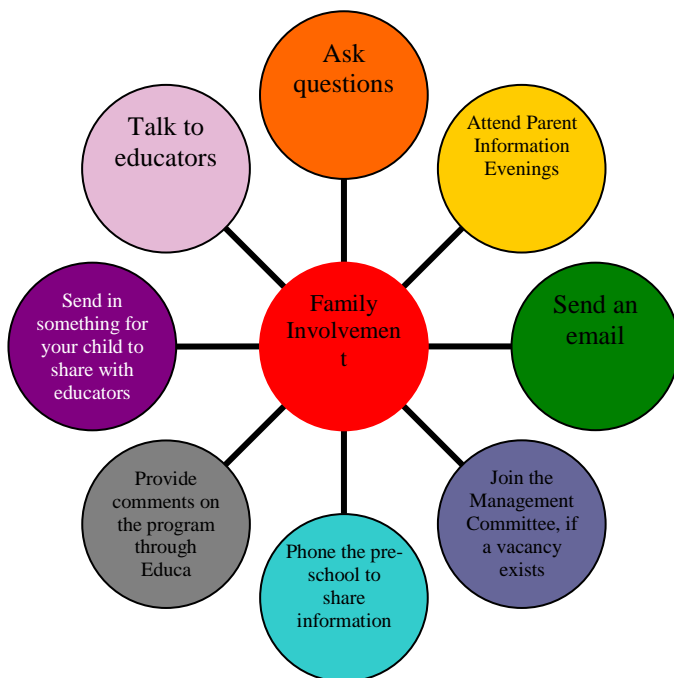 Ask
questions
Attend Parent
Information
Evenings
Send an
email
Join the
Management
Committee, if
a vacancy
exists
Phone the pre-
school to
share
information
Provide
comments on
the program
through
Educa
Send in
something for
your child to
share with
educators
Talk to
educators
Family
Involvemen
t